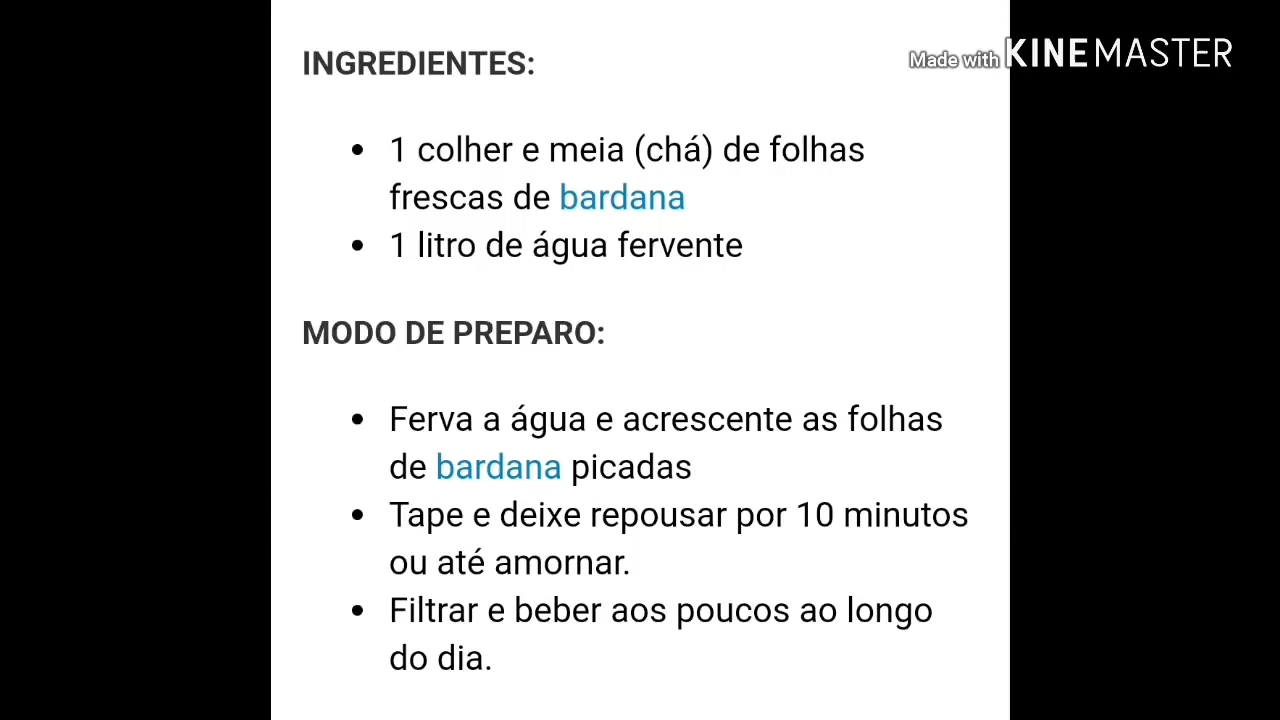 INGREDIENTES:
Made with KINEMASTER
• 1 colher e meia (chá) de folhas
frescas de bardana
• 1 litro de água fervente
MODO DE PREPARO:
• Ferva a água e acrescente as folhas
de bardana picadas
• Tape e deixe repousar por 10 minutos
ou até amornar.
• Filtrar e beber aos poucos ao longo
do dia.